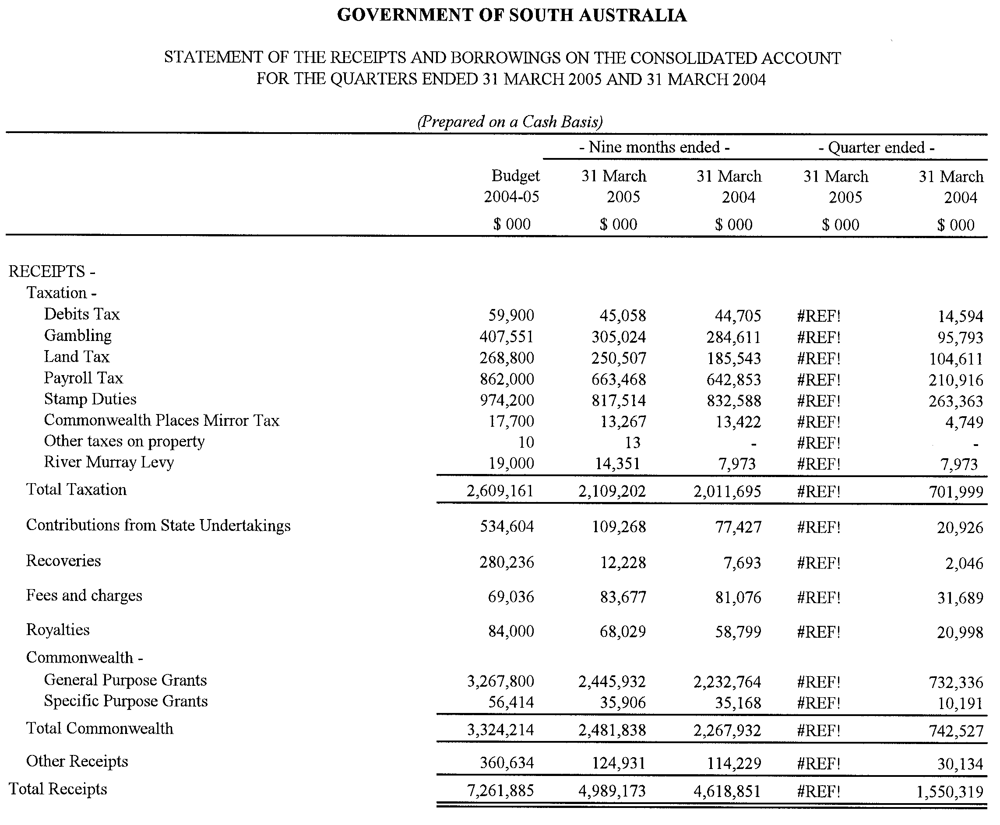 GOVERNMENT OF SOUTH AUSTRALIA
STATEMENT OF THE RECEIPTS AND BORROWINGS ON THE CONSOLIDATED ACCOUNT
FOR THE QUARTERS ENDED 31 MARCH 2005 AND 31 MARCH 2004
(Prepared on a Cash Basis)
- Nine months ended - - Quarter ended -
Budget 31 March 31 March 31 March 31 March
2004-05 2005 2004 2005 2004
$ 000 $ 000 $ 000 $ 000 $ 000
RECEIPTS -
Taxation -
Debits Tax 59,900 45,058 44,705 #REF! 14,594
Gambling 407,551 305,024 284,611 #REF! 95,793
Land Tax 268,800 250,507 185,543 #REF! 104,611
Payroll Tax 862,000 663,468 642,853 #REF! 210,916
Stamp Duties 974,200 817,514 832,588 #REF! 263,363
Commonwealth Places Mirror Tax 17,700 13,267 13,422 #REF! 4,749
Other taxes on property 10 13 - #REF! -
River Murray Levy 19,000 14,351 7,973 #REF! 7,973
Total Taxation 2,609,161 2,109,202 2,011,695 #REF! 701,999
Contributions from State Undertakings 534,604 109,268 77,427 #REF! 20,926
Recoveries 280,236 12,228 7,693 #REF! 2,046
Fees and charges 69,036 83,677 81,076 #REF! 31,689
Royalties 84,000 68,029 58,799 #REF! 20,998
Commonwealth -
General Purpose Grants 3,267,800 2,445,932 2,232,764 #REF! 732,336
Specific Purpose Grants 56,414 35,906 35,168 #REF! 10,191
Total Commonwealth 3,324,214 2,481,838 2,267,932 #REF! 742,527
Other Receipts 360,634 124,931 114,229 #REF! 30,134
Total Receipts 7,261,885 4,989,173 4,618,851 #REF! 1,550,319